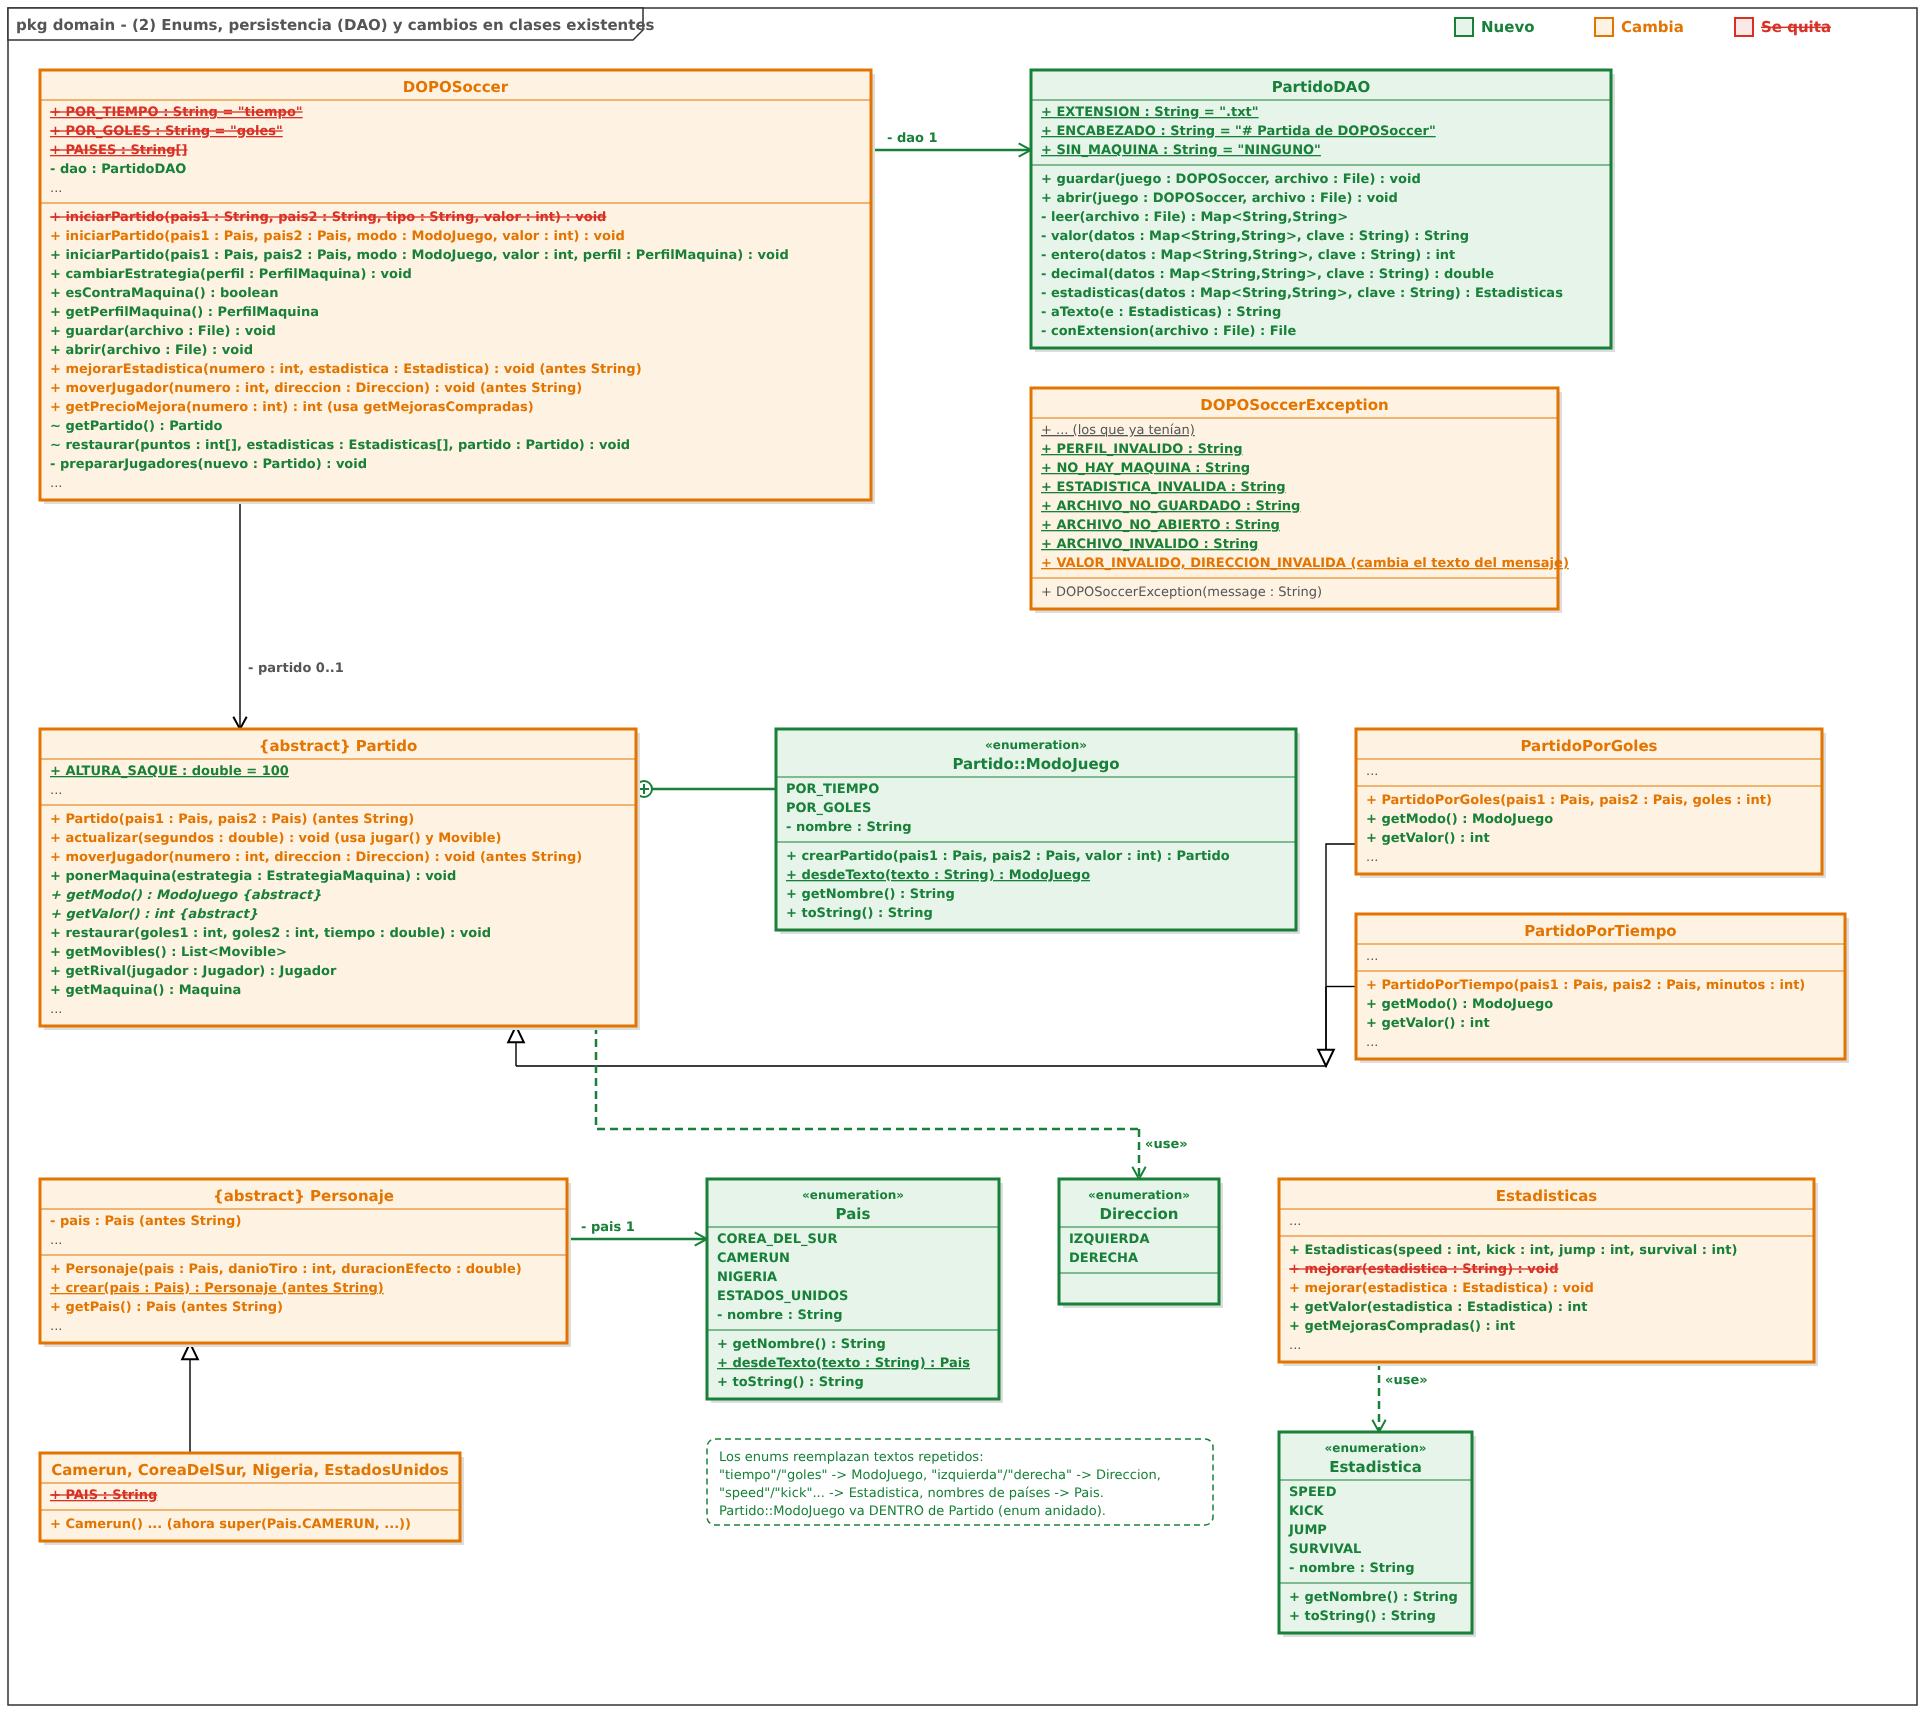 pkg domain - (2) Enums, persistencia (DAO) y cambios en clases existentes
Nuevo
Cambia
Se quita
DOPOSoccer
+ POR_TIEMPO : String = "tiempo"
+ POR_GOLES : String = "goles"
+ PAISES : String[]
- dao : PartidoDAO
...
+ iniciarPartido(pais1 : String, pais2 : String, tipo : String, valor : int) : void
+ iniciarPartido(pais1 : Pais, pais2 : Pais, modo : ModoJuego, valor : int) : void
+ iniciarPartido(pais1 : Pais, pais2 : Pais, modo : ModoJuego, valor : int, perfil : PerfilMaquina) : void
+ cambiarEstrategia(perfil : PerfilMaquina) : void
+ esContraMaquina() : boolean
+ getPerfilMaquina() : PerfilMaquina
+ guardar(archivo : File) : void
+ abrir(archivo : File) : void
+ mejorarEstadistica(numero : int, estadistica : Estadistica) : void (antes String)
+ moverJugador(numero : int, direccion : Direccion) : void (antes String)
+ getPrecioMejora(numero : int) : int (usa getMejorasCompradas)
~ getPartido() : Partido
~ restaurar(puntos : int[], estadisticas : Estadisticas[], partido : Partido) : void
- prepararJugadores(nuevo : Partido) : void
...
- dao 1
PartidoDAO
+ EXTENSION : String = ".txt"
+ ENCABEZADO : String = "# Partida de DOPOSoccer"
+ SIN_MAQUINA : String = "NINGUNO"
+ guardar(juego : DOPOSoccer, archivo : File) : void
+ abrir(juego : DOPOSoccer, archivo : File) : void
- leer(archivo : File) : Map<String,String>
- valor(datos : Map<String,String>, clave : String) : String
- entero(datos : Map<String,String>, clave : String) : int
- decimal(datos : Map<String,String>, clave : String) : double
- estadisticas(datos : Map<String,String>, clave : String) : Estadisticas
- aTexto(e : Estadisticas) : String
- conExtension(archivo : File) : File
DOPOSoccerException
+ ... (los que ya tenían)
+ PERFIL_INVALIDO : String
+ NO_HAY_MAQUINA : String
+ ESTADISTICA_INVALIDA : String
+ ARCHIVO_NO_GUARDADO : String
+ ARCHIVO_NO_ABIERTO : String
+ ARCHIVO_INVALIDO : String
+ VALOR_INVALIDO, DIRECCION_INVALIDA (cambia el texto del mensaje)
+ DOPOSoccerException(message : String)
- partido 0..1
{abstract} Partido
+ ALTURA_SAQUE : double = 100
...
+ Partido(pais1 : Pais, pais2 : Pais) (antes String)
+ actualizar(segundos : double) : void (usa jugar() y Movible)
+ moverJugador(numero : int, direccion : Direccion) : void (antes String)
+ ponerMaquina(estrategia : EstrategiaMaquina) : void
+ getModo() : ModoJuego {abstract}
+ getValor() : int {abstract}
+ restaurar(goles1 : int, goles2 : int, tiempo : double) : void
+ getMovibles() : List<Movible>
+ getRival(jugador : Jugador) : Jugador
+ getMaquina() : Maquina
...
«enumeration»
Partido::ModoJuego
POR_TIEMPO
POR_GOLES
- nombre : String
+ crearPartido(pais1 : Pais, pais2 : Pais, valor : int) : Partido
+ desdeTexto(texto : String) : ModoJuego
+ getNombre() : String
+ toString() : String
PartidoPorGoles
...
+ PartidoPorGoles(pais1 : Pais, pais2 : Pais, goles : int)
+ getModo() : ModoJuego
+ getValor() : int
...
PartidoPorTiempo
...
+ PartidoPorTiempo(pais1 : Pais, pais2 : Pais, minutos : int)
+ getModo() : ModoJuego
+ getValor() : int
...
«use»
{abstract} Personaje
- pais : Pais (antes String)
...
+ Personaje(pais : Pais, danioTiro : int, duracionEfecto : double)
+ crear(pais : Pais) : Personaje (antes String)
+ getPais() : Pais (antes String)
...
- pais 1
«enumeration»
Pais
COREA_DEL_SUR
CAMERUN
NIGERIA
ESTADOS_UNIDOS
- nombre : String
+ getNombre() : String
+ desdeTexto(texto : String) : Pais
+ toString() : String
«enumeration»
Direccion
IZQUIERDA
DERECHA
Estadisticas
...
+ Estadisticas(speed : int, kick : int, jump : int, survival : int)
+ mejorar(estadistica : String) : void
+ mejorar(estadistica : Estadistica) : void
+ getValor(estadistica : Estadistica) : int
+ getMejorasCompradas() : int
...
«use»
Camerun, CoreaDelSur, Nigeria, EstadosUnidos
+ PAIS : String
+ Camerun() ... (ahora super(Pais.CAMERUN, ...))
Los enums reemplazan textos repetidos:
"tiempo"/"goles" -> ModoJuego, "izquierda"/"derecha" -> Direccion,
"speed"/"kick"... -> Estadistica, nombres de países -> Pais.
Partido::ModoJuego va DENTRO de Partido (enum anidado).
«enumeration»
Estadistica
SPEED
KICK
JUMP
SURVIVAL
- nombre : String
+ getNombre() : String
+ toString() : String